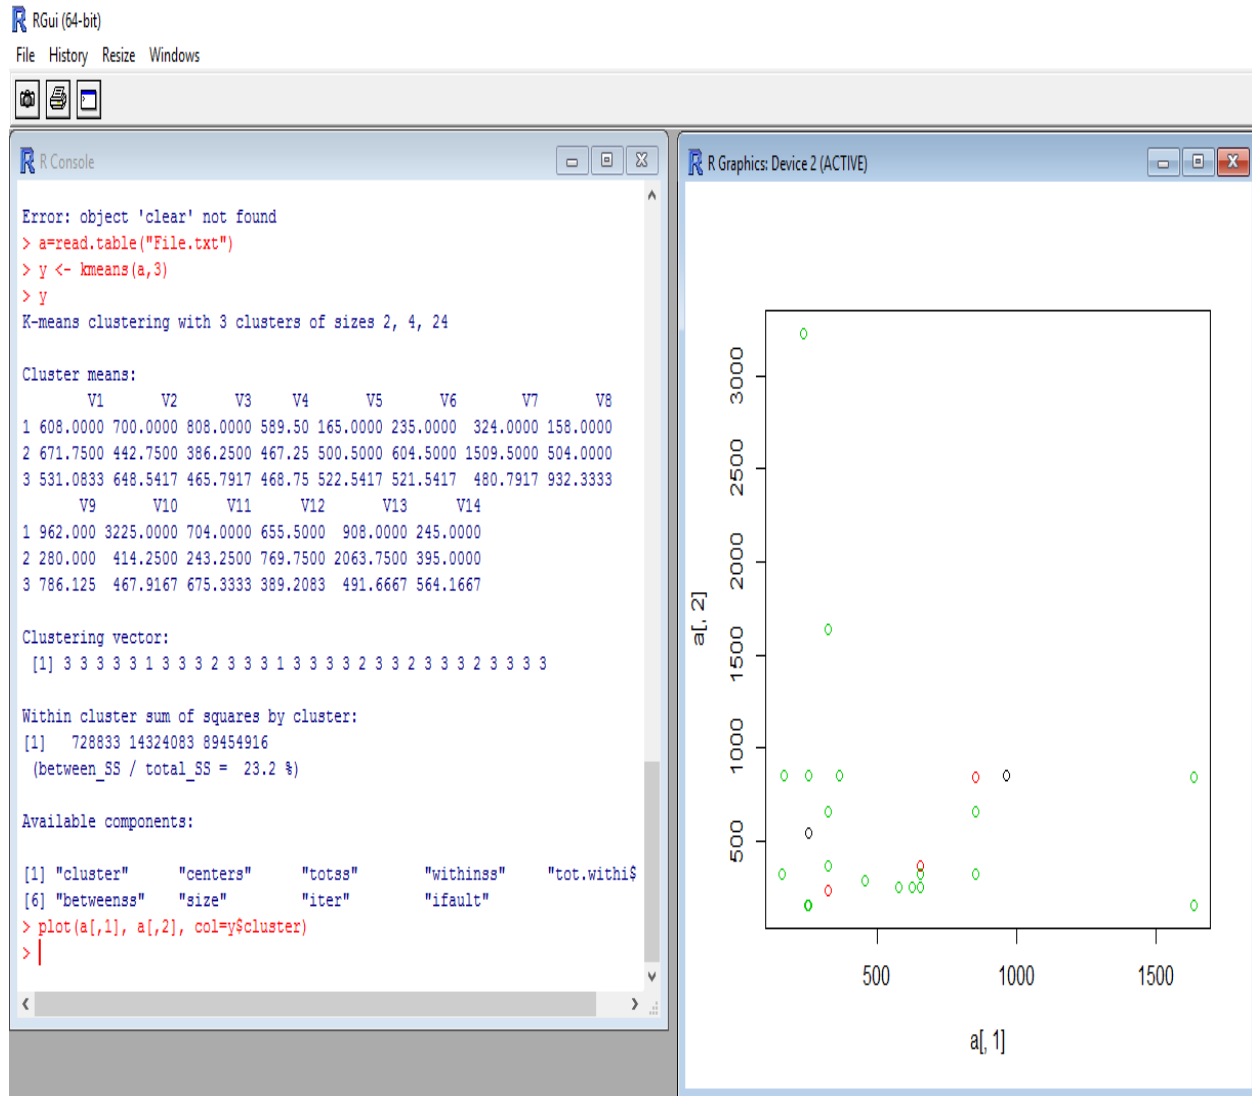 RGui (64-bit)
File History Resize Windows
R Console
Error: object 'clear' not found
> a=read.table("File.txt")
> y <- kmeans(a,3)
> y
K-means clustering with 3 clusters of sizes 2, 4, 24
Cluster means:
V1 V2 V3 V4 V5 V6 V7 V8
1 608.0000 700.0000 808.0000 589.50 165.0000 235.0000 324.0000 158.0000
2 671.7500 442.7500 386.2500 467.25 500.5000 604.5000 1509.5000 504.0000
3 531.0833 648.5417 465.7917 468.75 522.5417 521.5417 480.7917 932.3333
V9 V10 V11 V12 V13 V14
1 962.000 3225.0000 704.0000 655.5000 908.0000 245.0000
2 280.000 414.2500 243.2500 769.7500 2063.7500 395.0000
3 786.125 467.9167 675.3333 389.2083 491.6667 564.1667
Clustering vector:
[1] 3 3 3 3 3 1 3 3 3 2 3 3 3 1 3 3 3 3 2 3 3 2 3 3 3 2 3 3 3 3
Within cluster sum of squares by cluster:
[1] 728833 14324083 89454916
(between_SS / total_SS = 23.2 %)
Available components:
[1] "cluster" "centers" "totss" "withinss" "tot.withi$
[6] "betweenss" "size" "iter" "ifault"
> plot(a[,1], a[,2], col=y$cluster)
>
R Graphics: Device 2 (ACTIVE)
3000
2500
2000
1500
1000
500
a[, 2]
500 1000 1500
a[, 1]